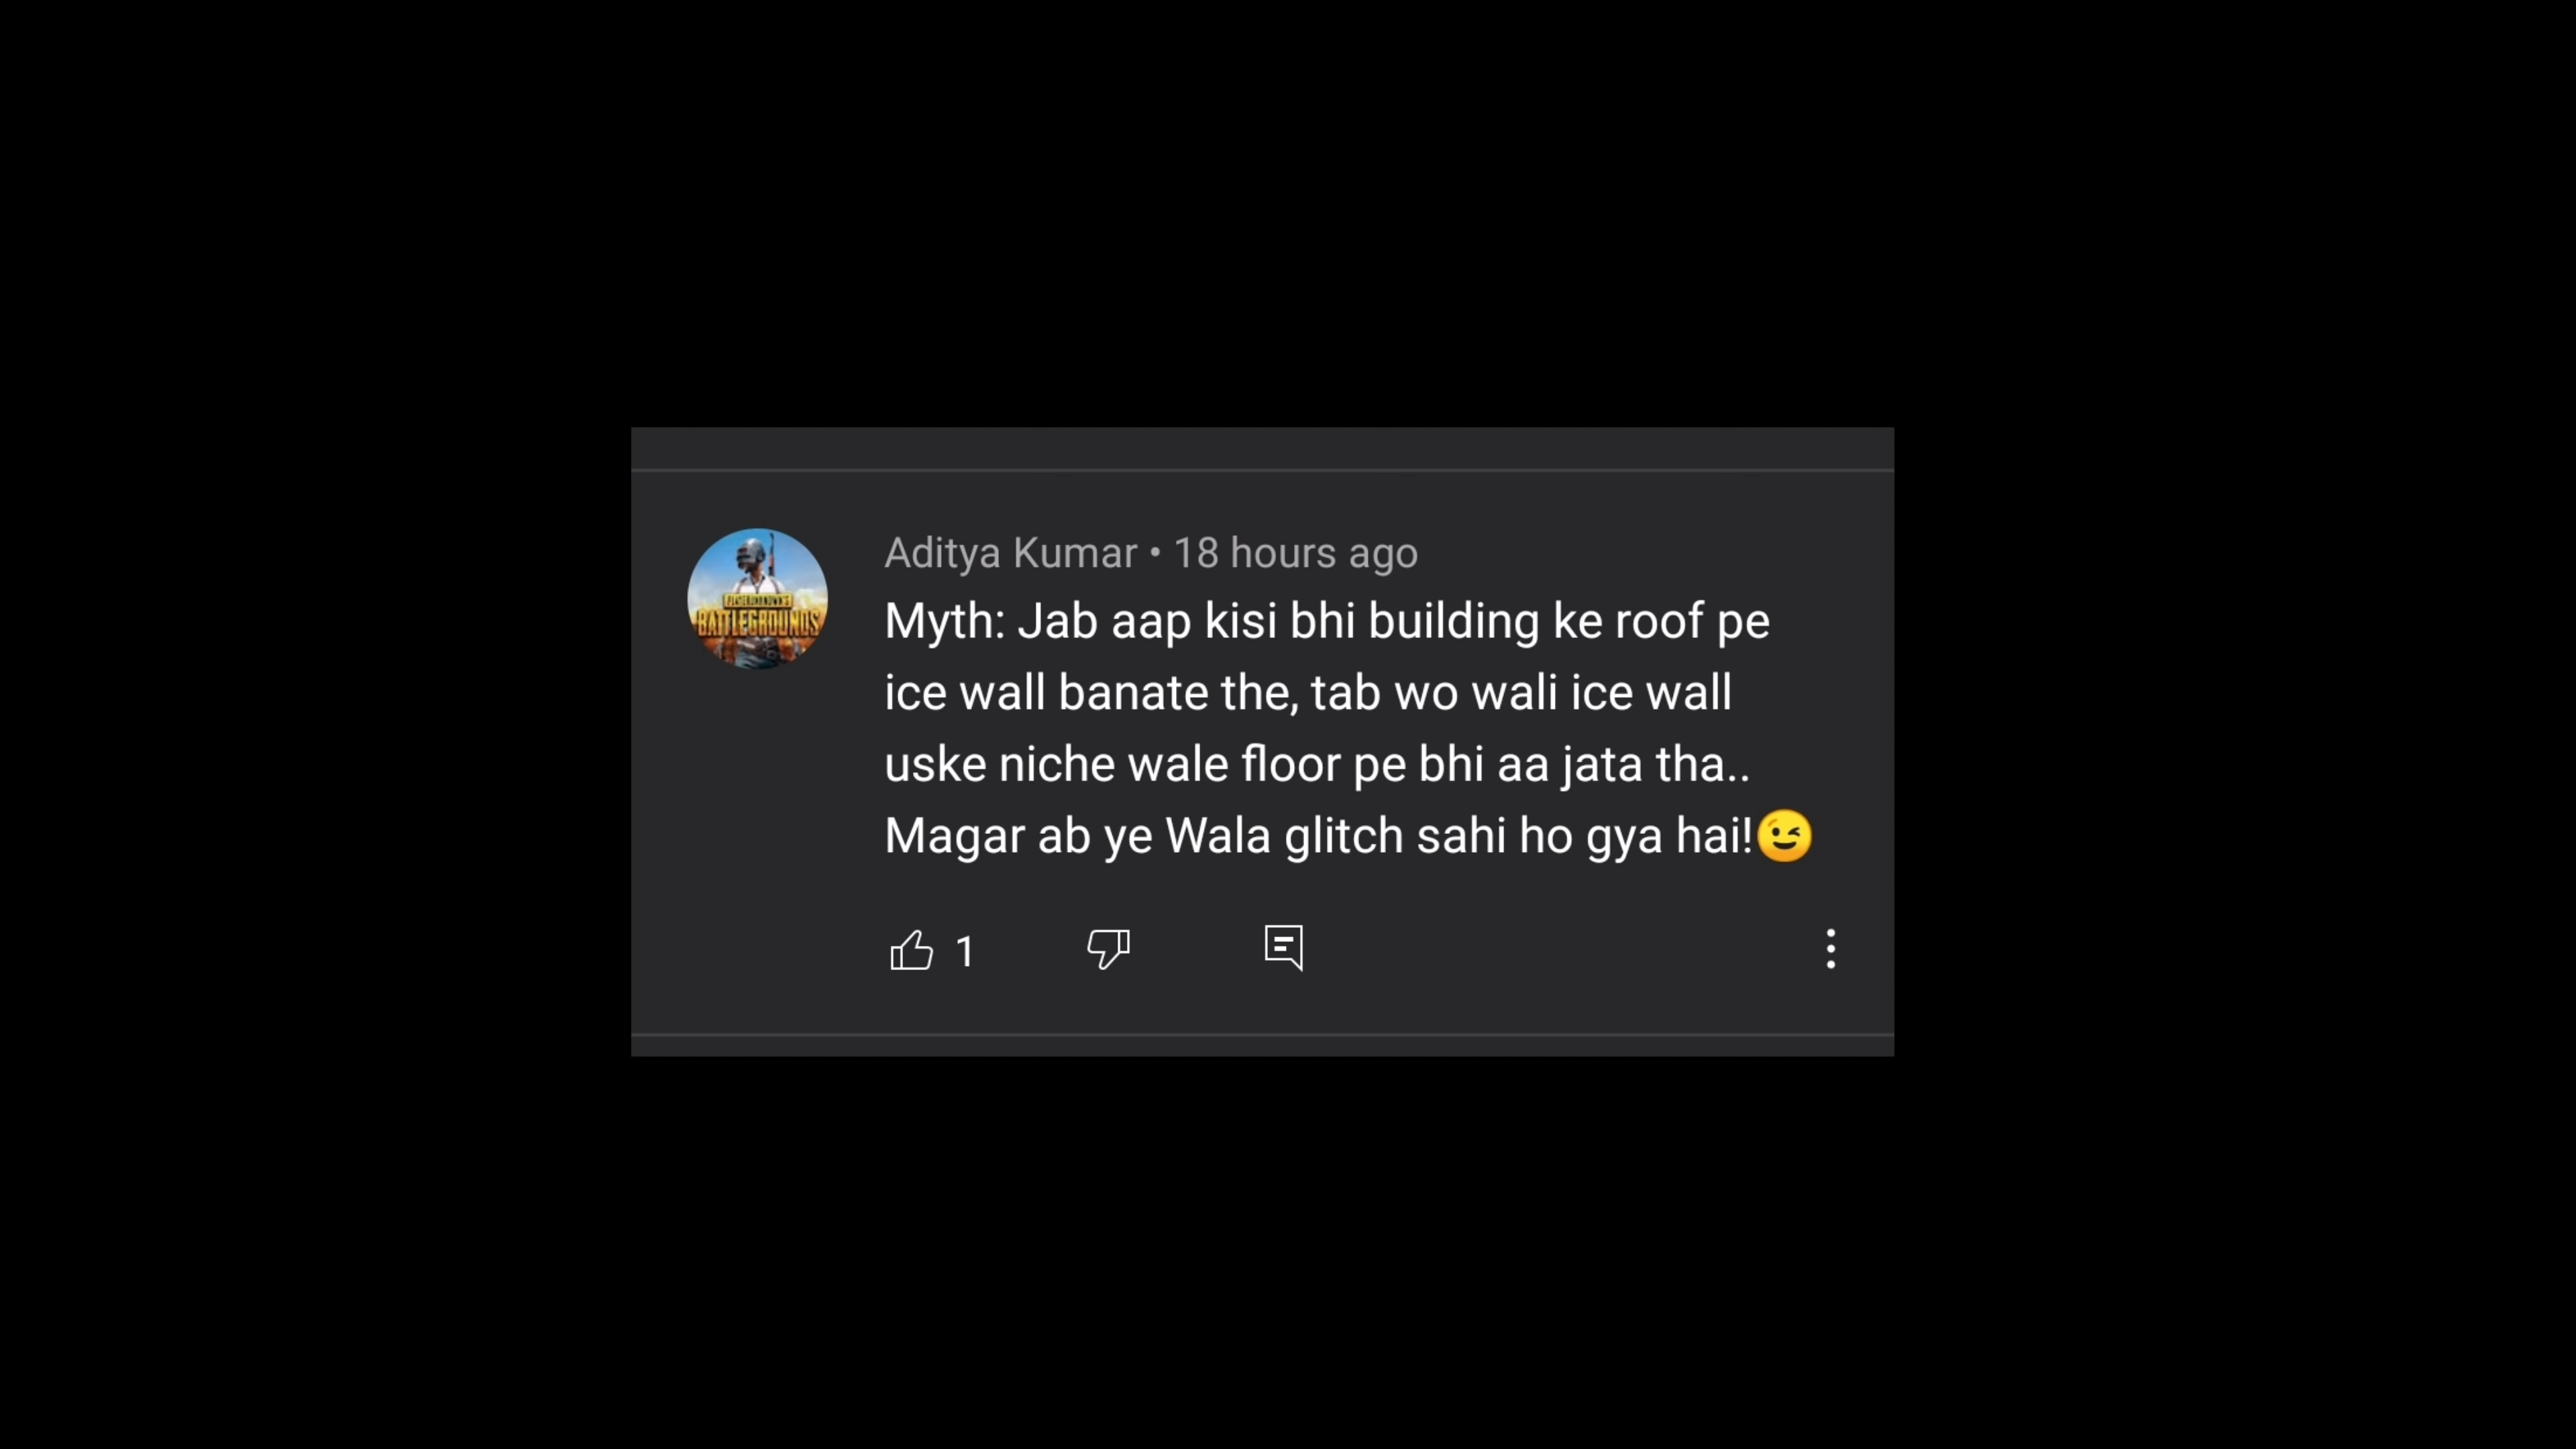 Aditya Kumar • 18 hours ago
Myth: Jab aap kisi bhi building ke roof pe
ice wall banate the, tab wo wali ice wall
uske niche wale floor pe bhi aa jata tha..
Magar ab ye Wala glitch sahi ho gya hai!😉
1
BATTLEGROUNDS